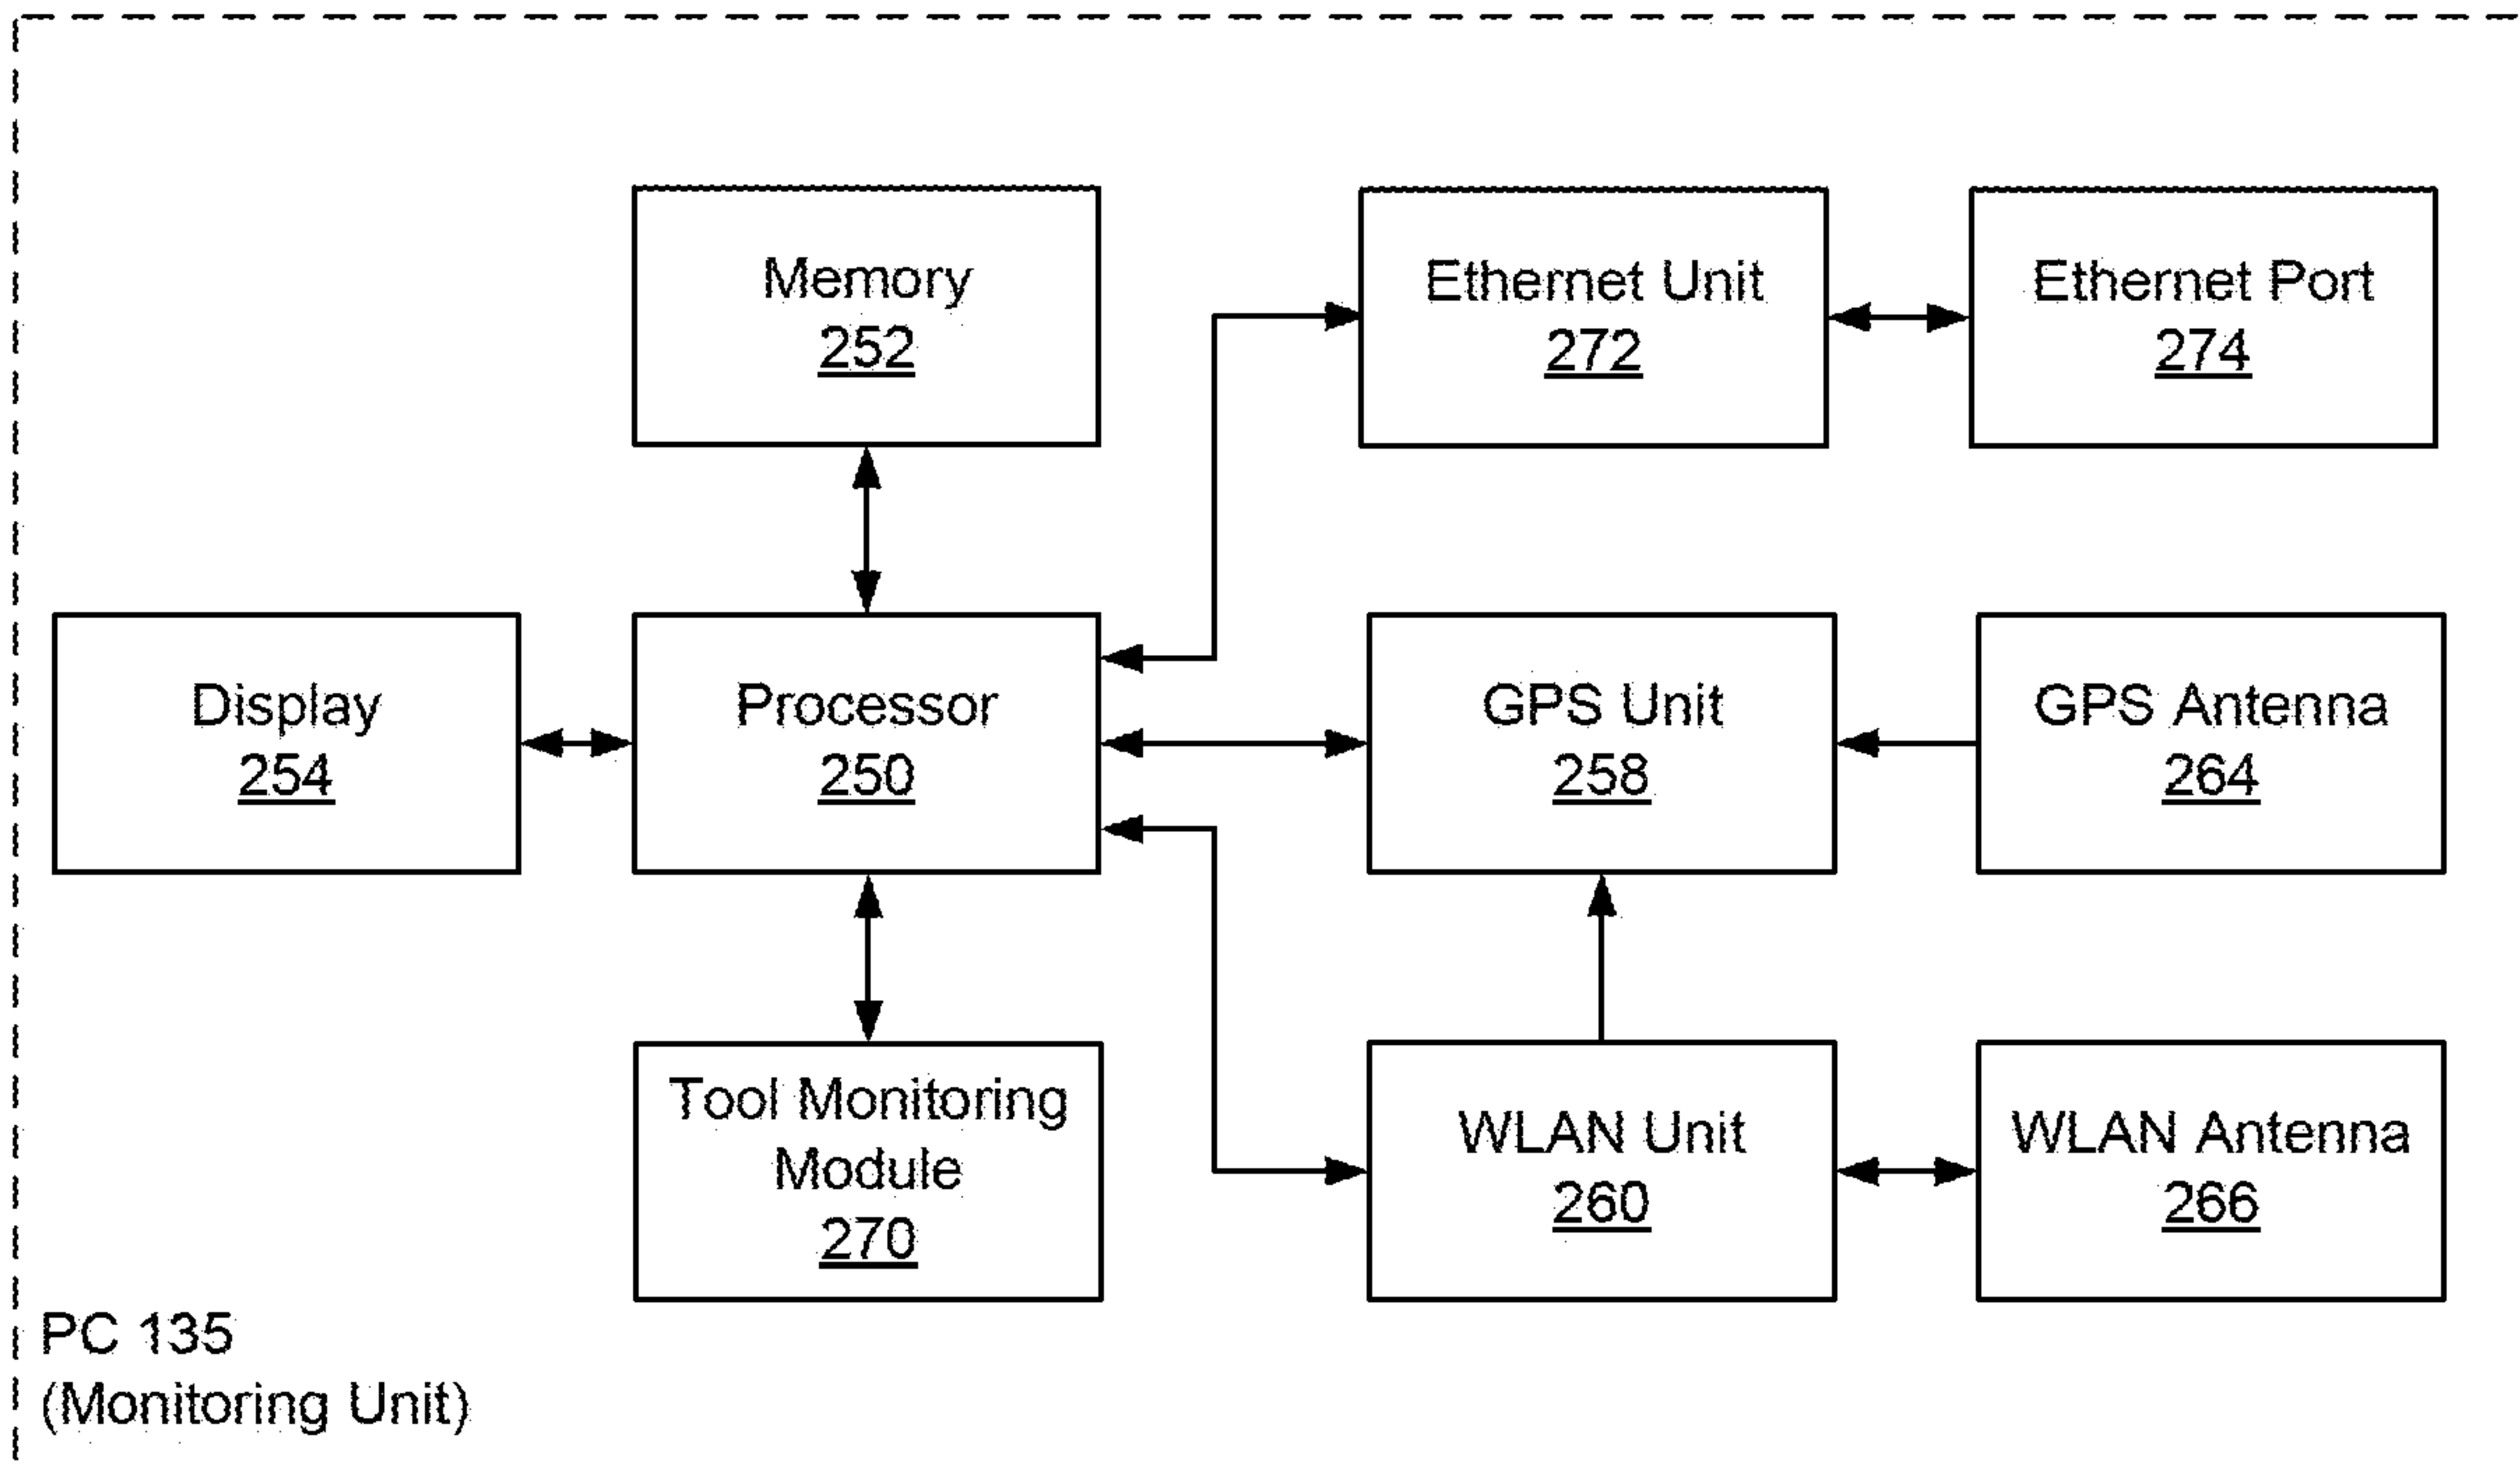 Memory
252
Ethernet Unit
272
Ethernet Port
274
Display
254
Processor
250
GPS Unit
258
GPS Antenna
264
Tool Monitoring
Module
270
WLAN Unit
260
WLAN Antenna
266
PC 135
(Monitoring Unit)